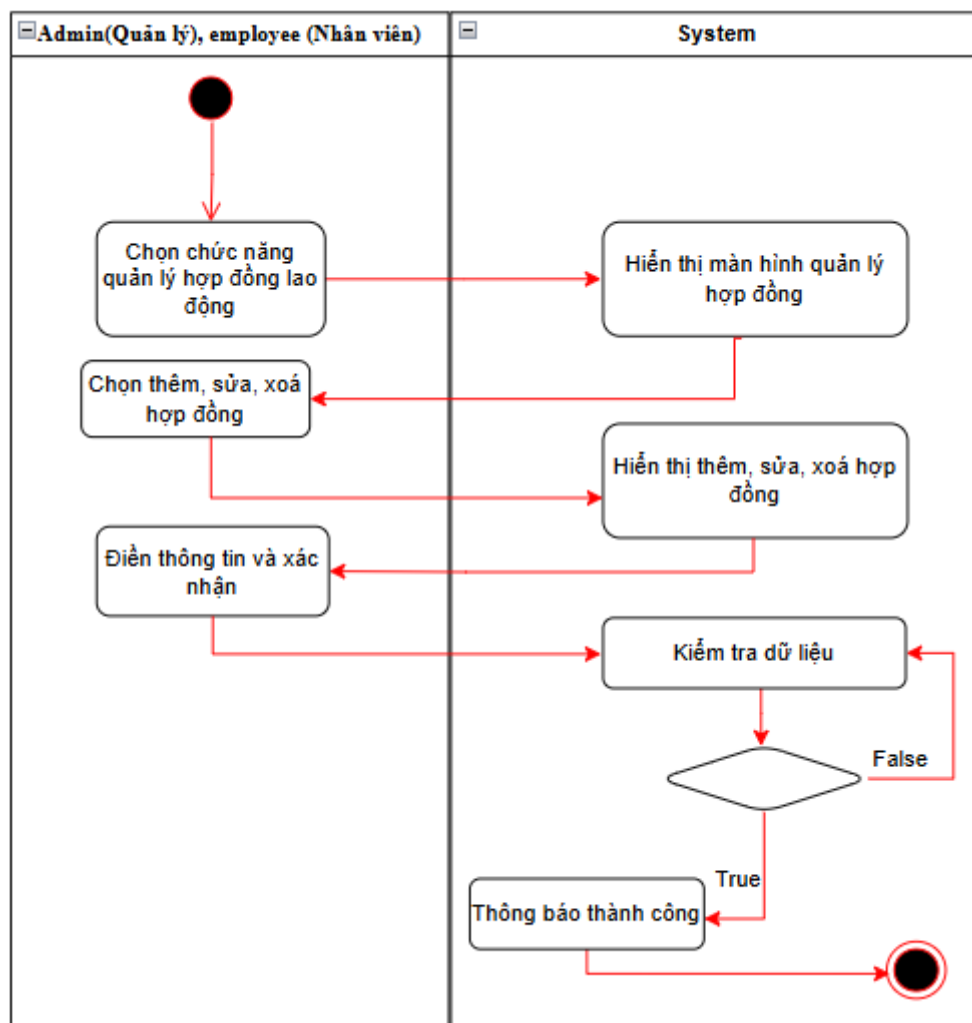 Admin(Quản lý), employee (Nhân viên)
System
Chọn chức năng
quản lý hợp đồng lao
động
Hiển thị màn hình quản lý
hợp đồng
Chọn thêm, sửa, xoá
hợp đồng
Hiển thị thêm, sửa, xoá hợp
đồng
Điền thông tin và xác
nhận
Kiểm tra dữ liệu
False
True
Thông báo thành công